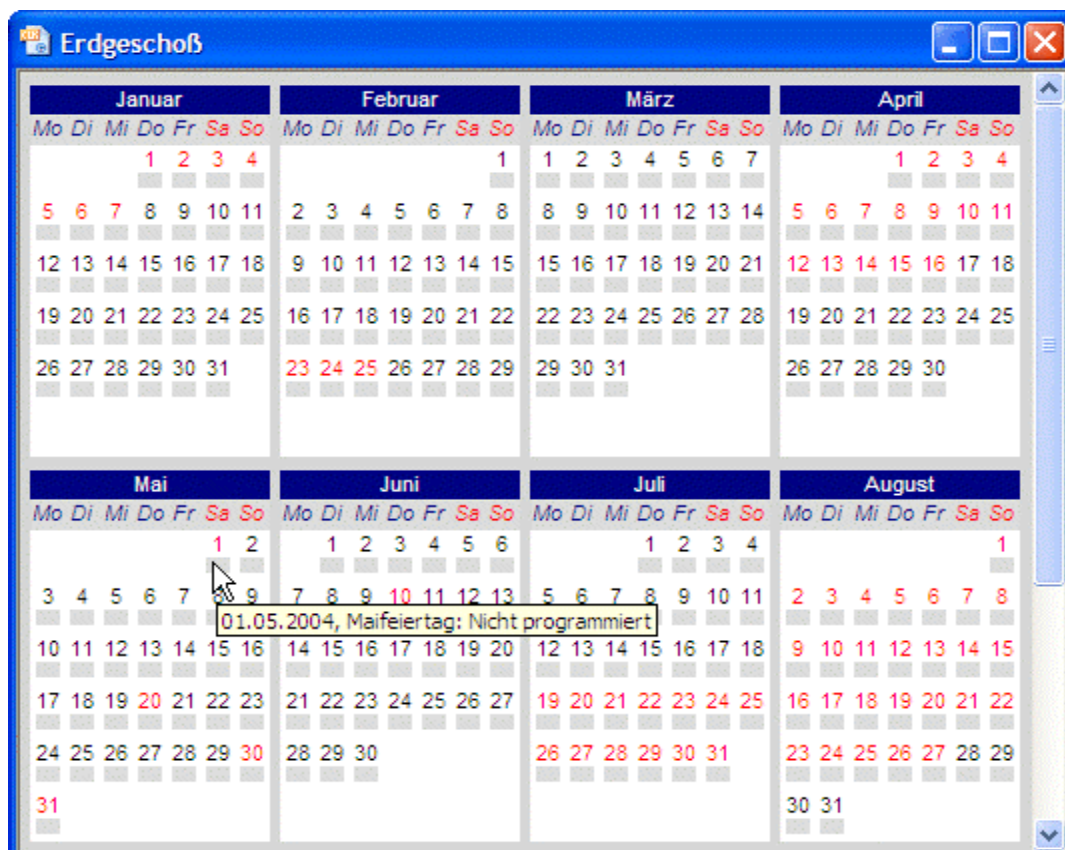 Erdgeschoß
Januar Februar März April
Mo Di Mi Do Fr Sa So Mo Di Mi Do Fr Sa So Mo Di Mi Do Fr Sa So Mo Di Mi Do Fr Sa So
1 2 3 4 1 1 2 3 4 5 6 7 1 2 3 4
5 6 7 8 9 10 11 2 3 4 5 6 7 8 8 9 10 11 12 13 14 5 6 7 8 9 10 11
12 13 14 15 16 17 18 9 10 11 12 13 14 15 15 16 17 18 19 20 21 12 13 14 15 16 17 18
19 20 21 22 23 24 25 16 17 18 19 20 21 22 22 23 24 25 26 27 28 19 20 21 22 23 24 25
26 27 28 29 30 31 23 24 25 26 27 28 29 29 30 31 26 27 28 29 30
Mai Juni Juli August
Mo Di Mi Do Fr Sa So Mo Di Mi Do Fr Sa So Mo Di Mi Do Fr Sa So Mo Di Mi Do Fr Sa So
1 2 1 2 3 4 5 6 1 2 3 4 1
3 4 5 6 7 8 9 7 8 9 10 11 12 13 5 6 7 8 9 10 11 2 3 4 5 6 7 8
01.05.2004, Maifeiertag: Nicht programmiert
10 11 12 13 14 15 16 14 15 16 17 18 19 20 12 13 14 15 16 17 18 9 10 11 12 13 14 15
17 18 19 20 21 22 23 21 22 23 24 25 26 27 19 20 21 22 23 24 25 16 17 18 19 20 21 22
24 25 26 27 28 29 30 28 29 30 26 27 28 29 30 31 23 24 25 26 27 28 29
31 30 31